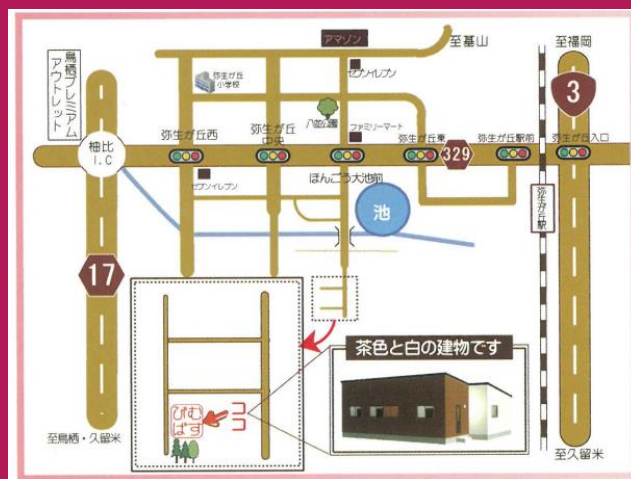 アマゾン
至基山
至福岡
鳥栖プレミアム
アウトレット
弥生が丘
小学校
セブンイレブン
3
八並公園
ファミリーマート
柚比
I.C
弥生が丘西
弥生が丘
中央
弥生が丘東
329
弥生が丘駅前
弥生が丘入口
セブンイレブン
ほんごう大池前
池
弥生が丘駅
17
茶色と白の建物です
むす
びば
ココ
至鳥栖・久留米
至久留米